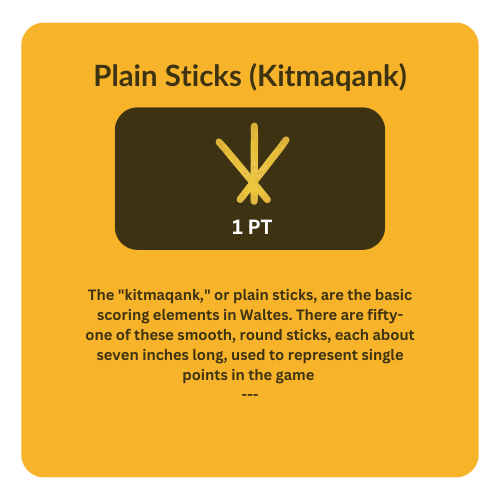 Plain Sticks (Kitmaqank)
1 PT
The "kitmaqank," or plain sticks, are the basic
scoring elements in Waltes. There are fifty-
one of these smooth, round sticks, each about
seven inches long, used to represent single
points in the game
---